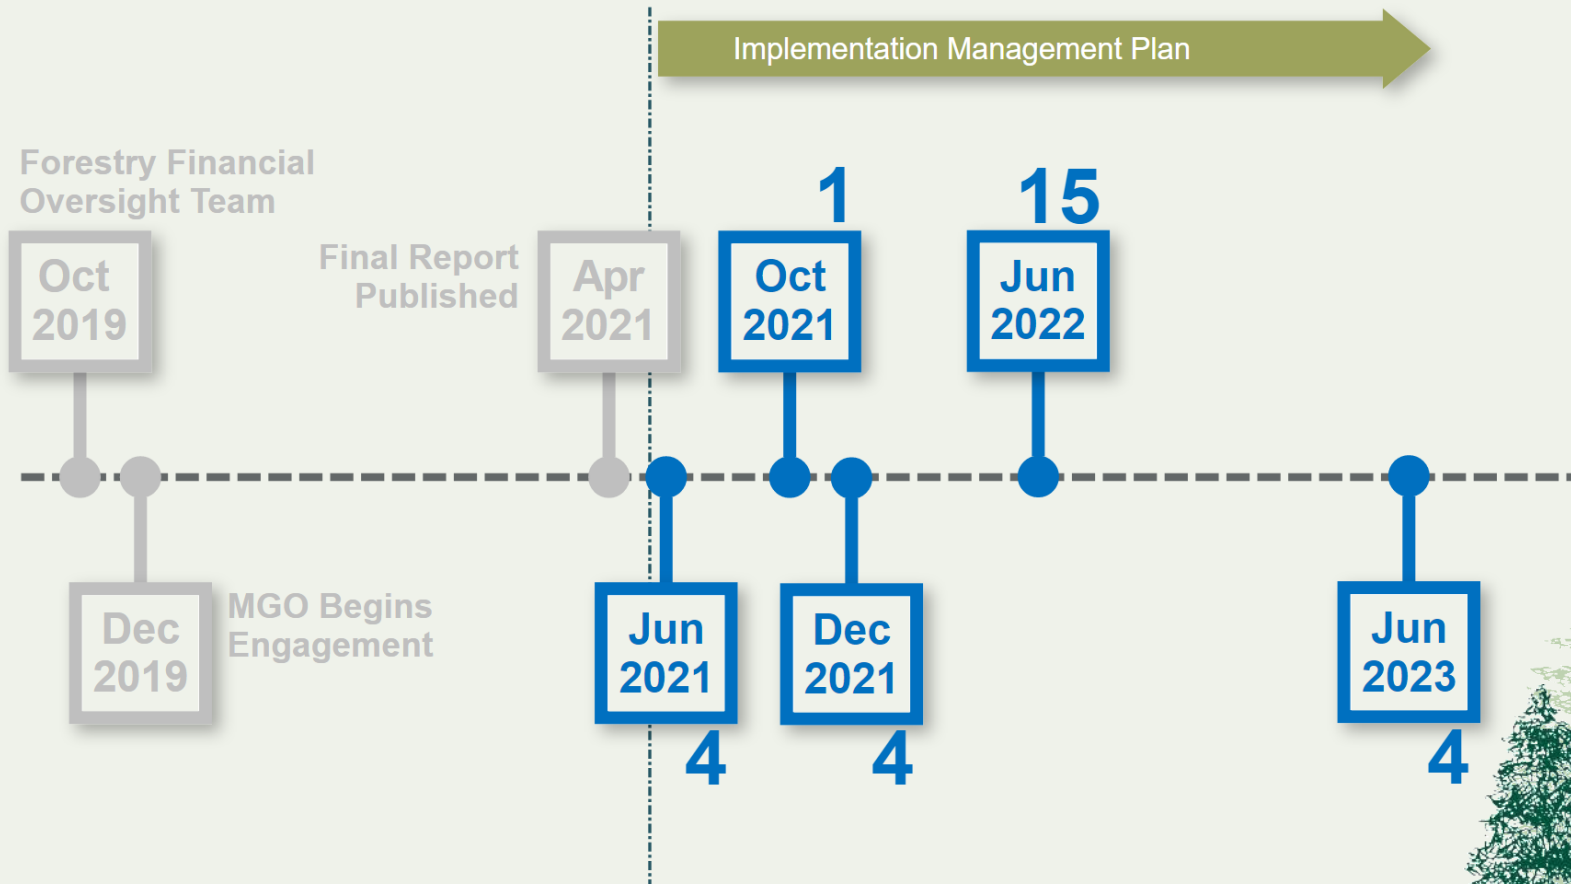 Implementation Management Plan
Forestry Financial
Oversight Team
Oct
2019
Final Report
Published
Apr
2021
1
Oct
2021
15
Jun
2022
Dec
2019
MGO Begins
Engagement
Jun
2021
4
Dec
2021
4
Jun
2023
4